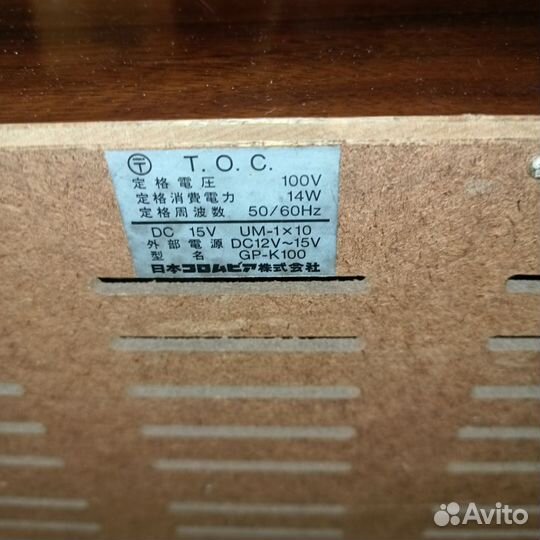 〒 T.O.C.
定格電圧 100V
定格消費電力 14W
定格周波数 50/60Hz
DC 15V UM-1×10
外部電源 DC12V~15V
型名 GP-K100
日本コロムビア株式会社
Avito